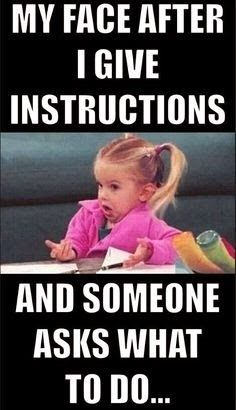 MY FACE AFTER
I GIVE
INSTRUCTIONS
AND SOMEONE
ASKS WHAT
TO DO...